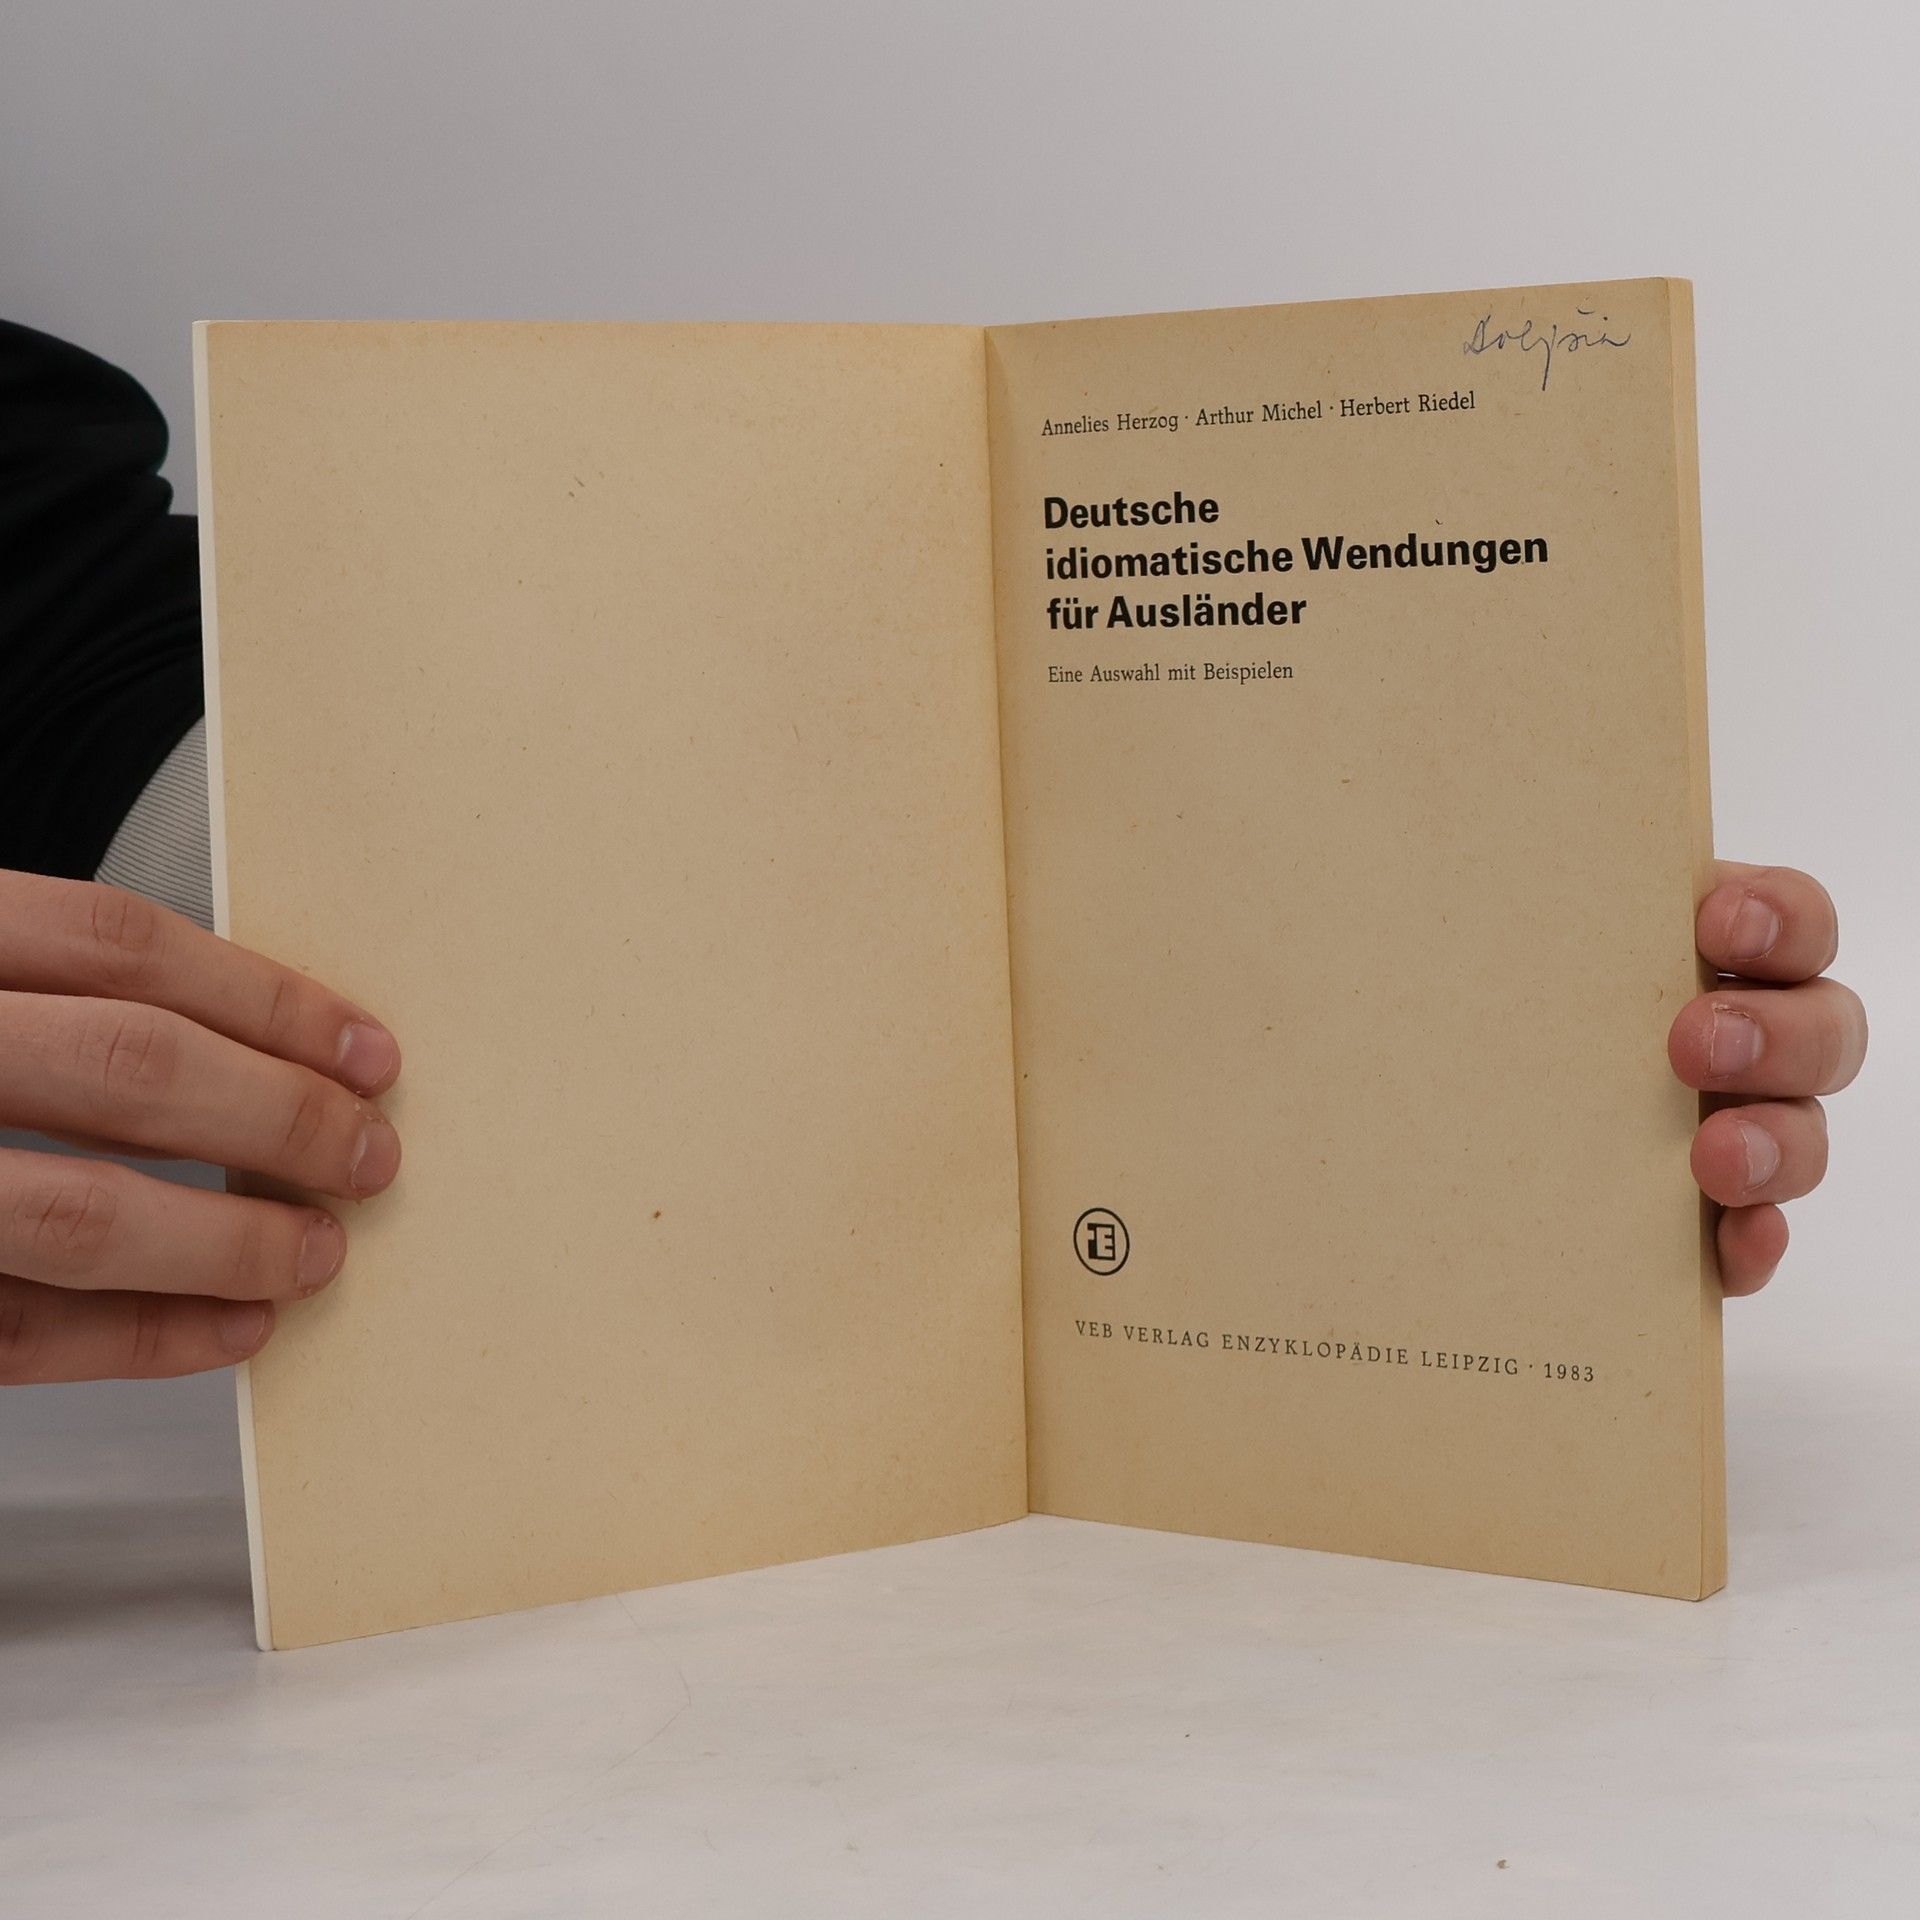 Annelies Herzog · Arthur Michel · Herbert Riedel
Deutsche
idiomatische Wendungen
für Ausländer
Eine Auswahl mit Beispielen
VEB VERLAG ENZYKLOPÄDIE LEIPZIG · 1983